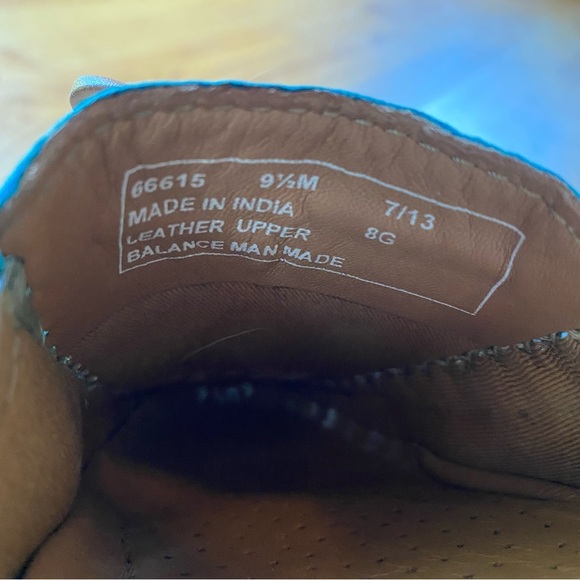 66615 9½M 7/13
MADE IN INDIA 8G
LEATHER UPPER
BALANCE MAN MADE